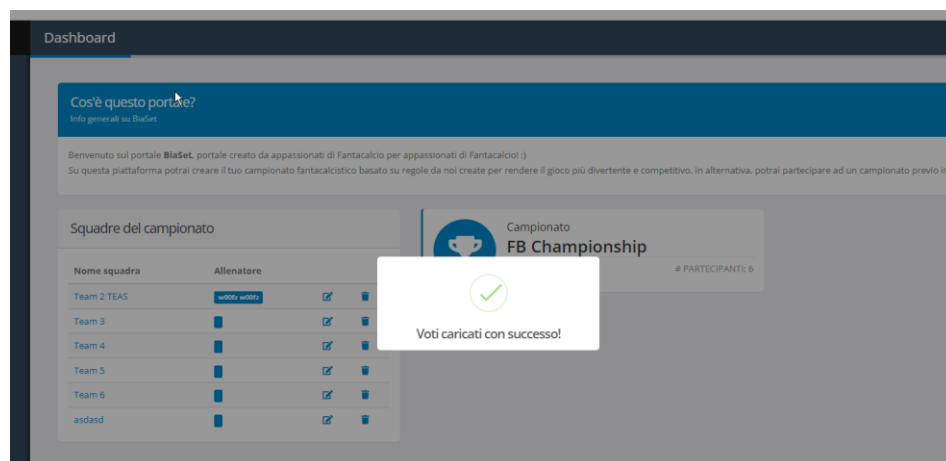 Dashboard
Cos'è questo portale?
Info generali su BiaSet
Benvenuto sul portale BiaSet, portale creato da appassionati di Fantacalcio per appassionati di Fantacalcio! :)
Su questa piattaforma potrai creare il tuo campionato fantacalcistico basato su regole da noi create per rendere il gioco più divertente e competitivo. in alternativa, potrai partecipare ad un campionato previo in
Squadre del campionato
Nome squadra Allenatore
Team 2 TEAS w00fz w00fz
Team 3
Team 4
Team 5
Team 6
asdasd
Campionato
FB Championship
# PARTECIPANTI: 6
Voti caricati con successo!